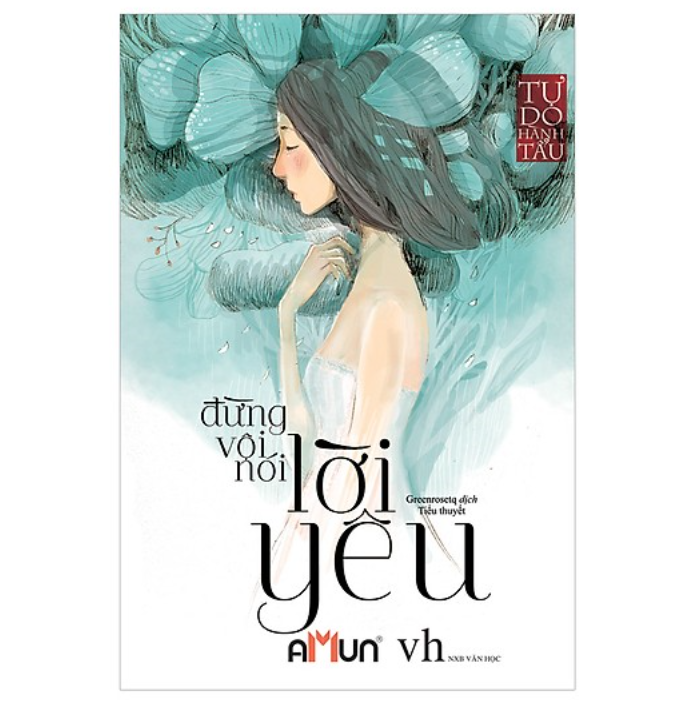 TỰ
DO
HÀNH
TẨU
đừng
vội
nói
lời
yêu
Greenrosetq dịch
Tiểu thuyết
AMUN®
vh NXB VĂN HỌC